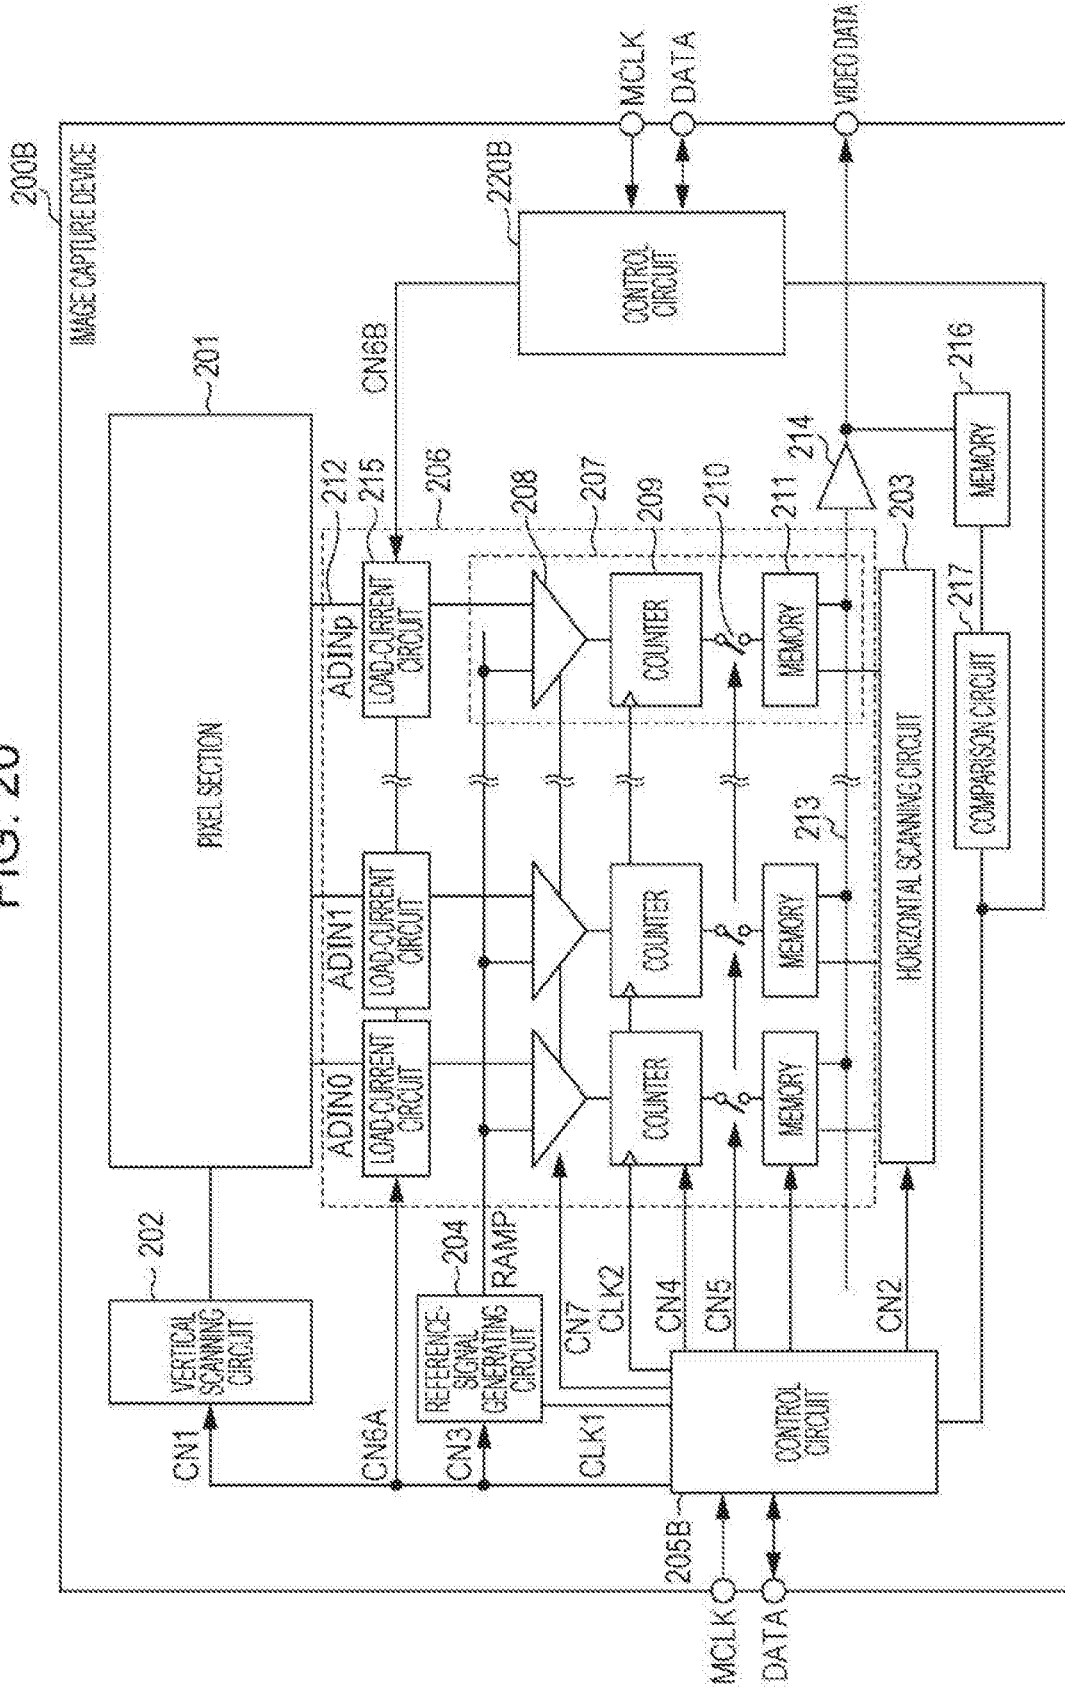 200B
IMAGE CAPTURE DEVICE
201
PIXEL SECTION
202
VERTICAL
SCANNING
CIRCUIT
CN1
ADIN0
ADIN1
ADINp
212
215
206
CN6B
CN6A
LOAD-CURRENT
CIRCUIT
LOAD-CURRENT
CIRCUIT
LOAD-CURRENT
CIRCUIT
204
REFERENCE-
SIGNAL
GENERATING
CIRCUIT
CN3
RAMP
208
207
CN7
CLK1
CLK2
COUNTER
COUNTER
COUNTER
209
CN4
CN5
210
MEMORY
MEMORY
MEMORY
211
213
214
CN2
HORIZONTAL SCANNING CIRCUIT
203
CONTROL
CIRCUIT
205B
MCLK
DATA
CONTROL
CIRCUIT
220B
MCLK
DATA
VIDEO DATA
COMPARISON CIRCUIT
217
MEMORY
216